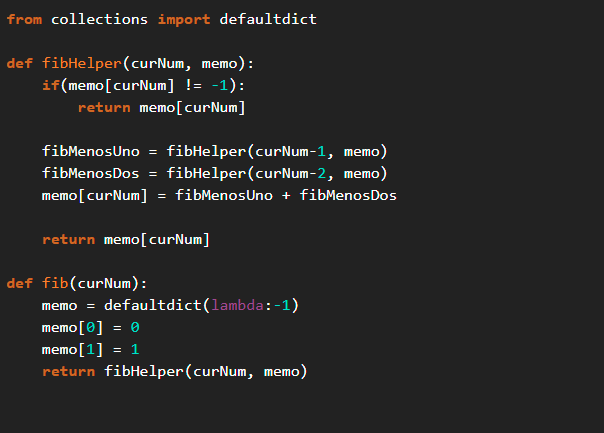 from collections import defaultdict

def fibHelper(curNum, memo):
    if(memo[curNum] != -1):
        return memo[curNum]

    fibMenosUno = fibHelper(curNum-1, memo)
    fibMenosDos = fibHelper(curNum-2, memo)
    memo[curNum] = fibMenosUno + fibMenosDos

    return memo[curNum]

def fib(curNum):
    memo = defaultdict(lambda:-1)
    memo[0] = 0
    memo[1] = 1
    return fibHelper(curNum, memo)